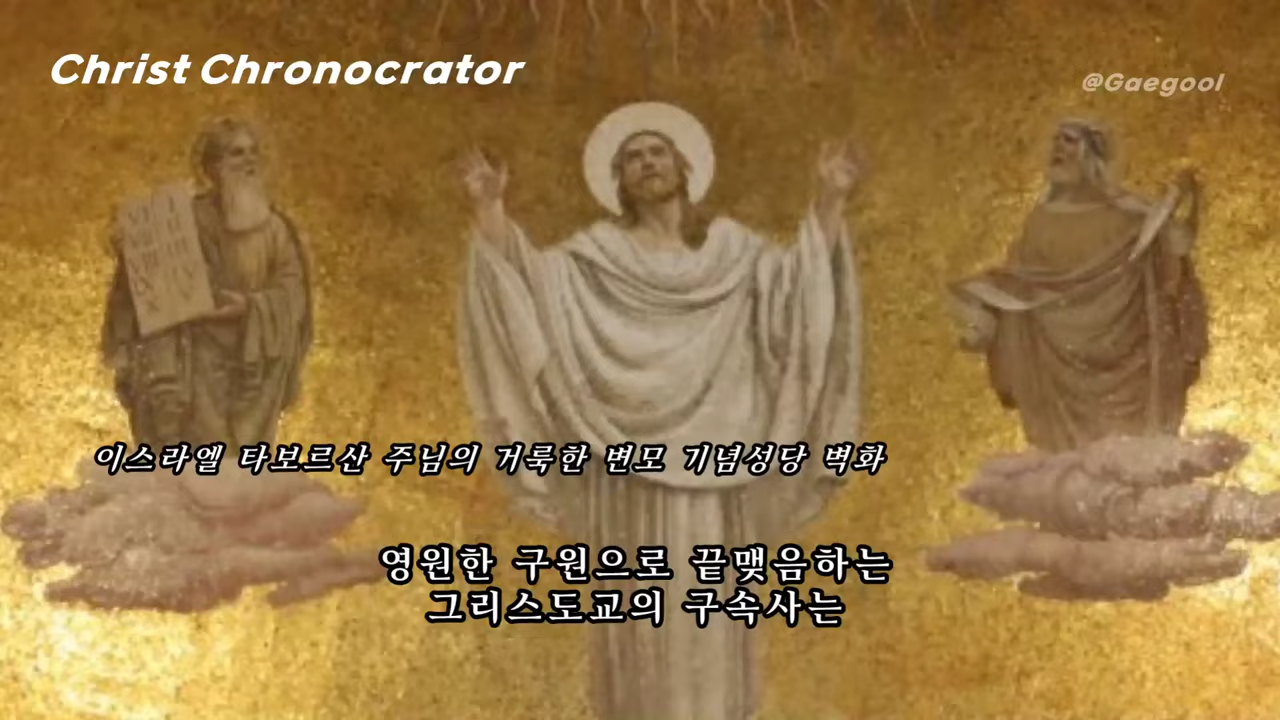 Christ Chronocrator
@Gaegool
이스라엘 타보르산 주님의 거룩한 변모 기념성당 벽화
영원한 구원으로 끝맺음하는
그리스도교의 구속사는